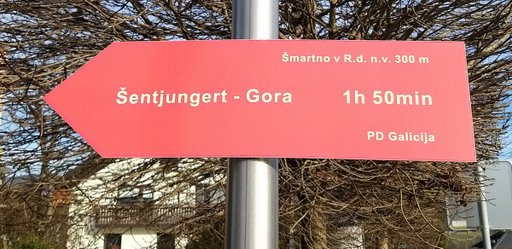 Šmartno v R.d. n.v. 300 m
Šentjungert - Gora 1h 50min
PD Galicija